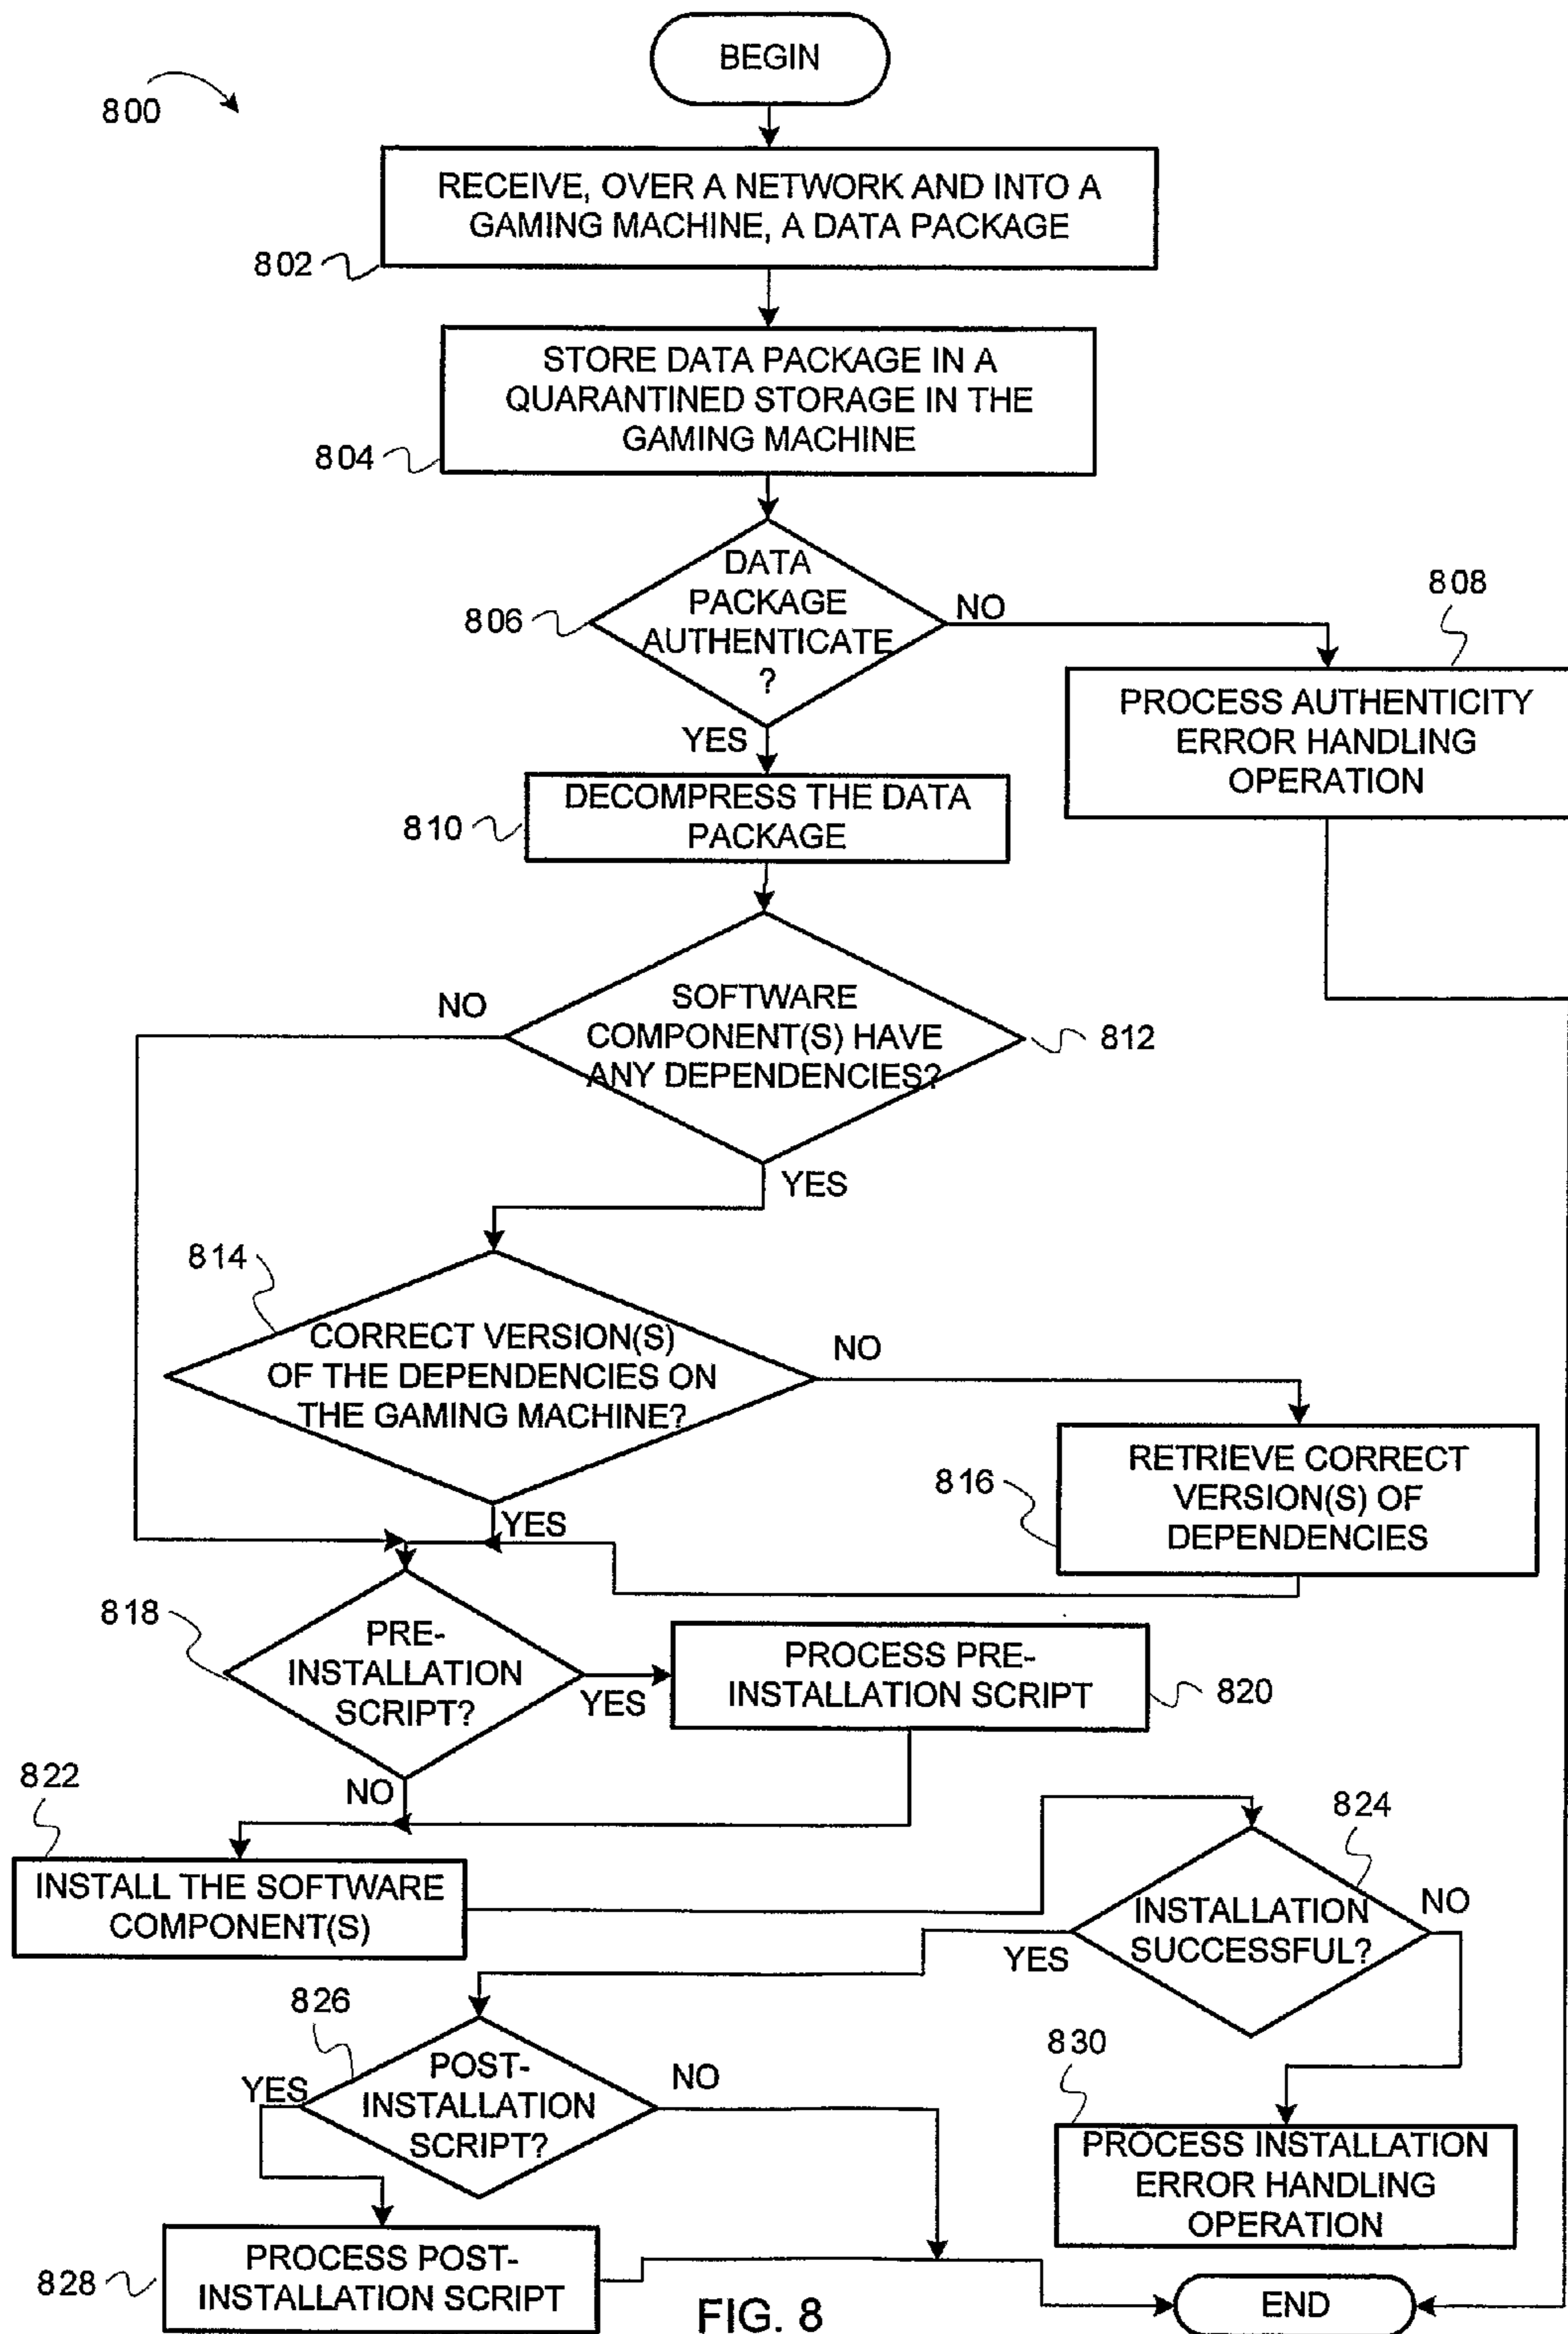 BEGIN
800
RECEIVE, OVER A NETWORK AND INTO A
GAMING MACHINE, A DATA PACKAGE
802
STORE DATA PACKAGE IN A
QUARANTINED STORAGE IN THE
GAMING MACHINE
804
DATA
PACKAGE
AUTHENTICATE
?
806
NO
808
PROCESS AUTHENTICITY
ERROR HANDLING
OPERATION
YES
DECOMPRESS THE DATA
PACKAGE
810
NO
SOFTWARE
COMPONENT(S) HAVE
ANY DEPENDENCIES?
812
YES
814
CORRECT VERSION(S)
OF THE DEPENDENCIES ON
THE GAMING MACHINE?
NO
816
RETRIEVE CORRECT
VERSION(S) OF
DEPENDENCIES
YES
818
PRE-
INSTALLATION
SCRIPT?
YES
PROCESS PRE-
INSTALLATION SCRIPT
820
NO
822
INSTALL THE SOFTWARE
COMPONENT(S)
824
INSTALLATION
SUCCESSFUL?
NO
YES
826
POST-
INSTALLATION
SCRIPT?
YES
NO
830
PROCESS INSTALLATION
ERROR HANDLING
OPERATION
PROCESS POST-
INSTALLATION SCRIPT
828
END
FIG. 8